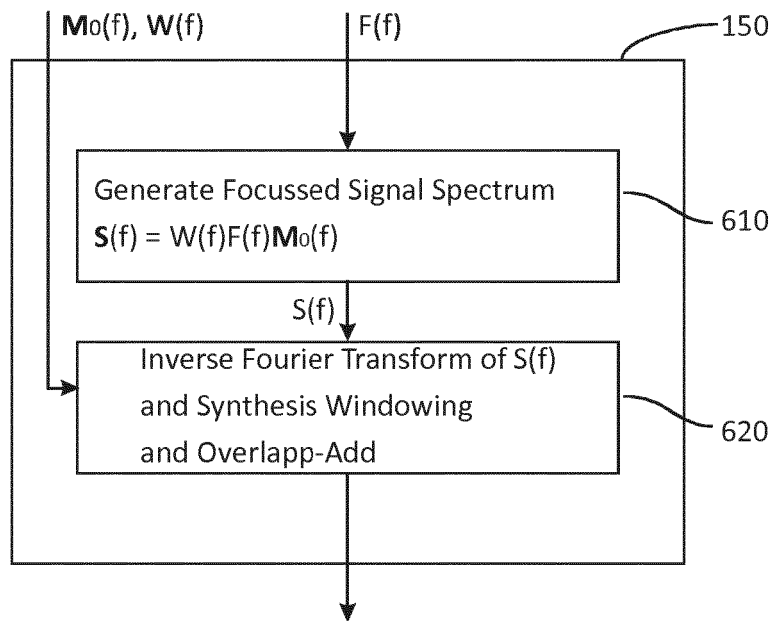 M0(f), W(f)
F(f)
150
Generate Focussed Signal Spectrum
S(f) = W(f)F(f)M0(f)
610
S(f)
Inverse Fourier Transform of S(f)
and Synthesis Windowing
and Overlapp-Add
620